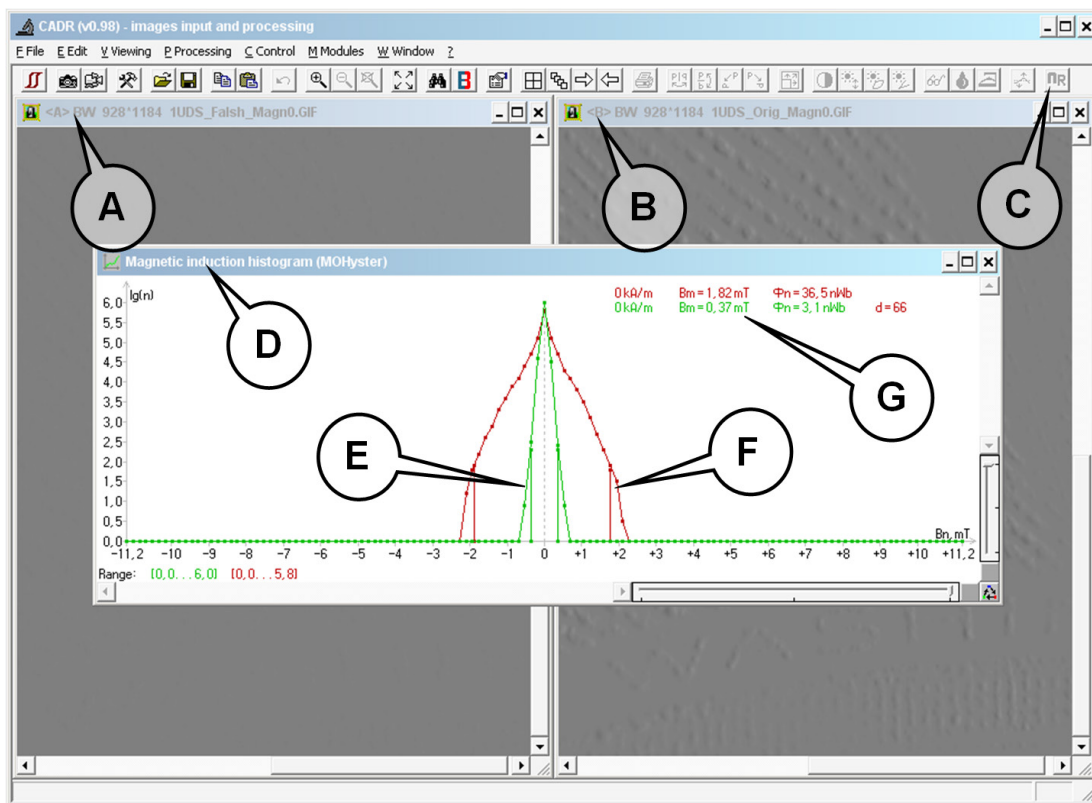 CADR (v0.98) - images input and processing
F File E Edit V Viewing P Processing C Control M Modules W Window ?
<A> BW 928*1184 1UDS_Falsh_Magn0.GIF
<B> BW 928*1184 1UDS_Orig_Magn0.GIF
A
B
C
Magnetic induction histogram (MOHyster)
lg(n)
0 kA/m Bm=1,82 mT Фn=36,5 nWb
0 kA/m Bm=0,37 mT Фn=3,1 nWb d=66
6,0
5,5
5,0
4,5
4,0
3,5
3,0
2,5
2,0
1,5
1,0
0,5
0,0
D
G
E
F
Bn, mT
−11,2 −10 −9 −8 −7 −6 −5 −4 −3 −2 −1 0 +1 +2 +3 +4 +5 +6 +7 +8 +9 +10 +11,2
Range: [0,0...6,0] [0,0...5,8]